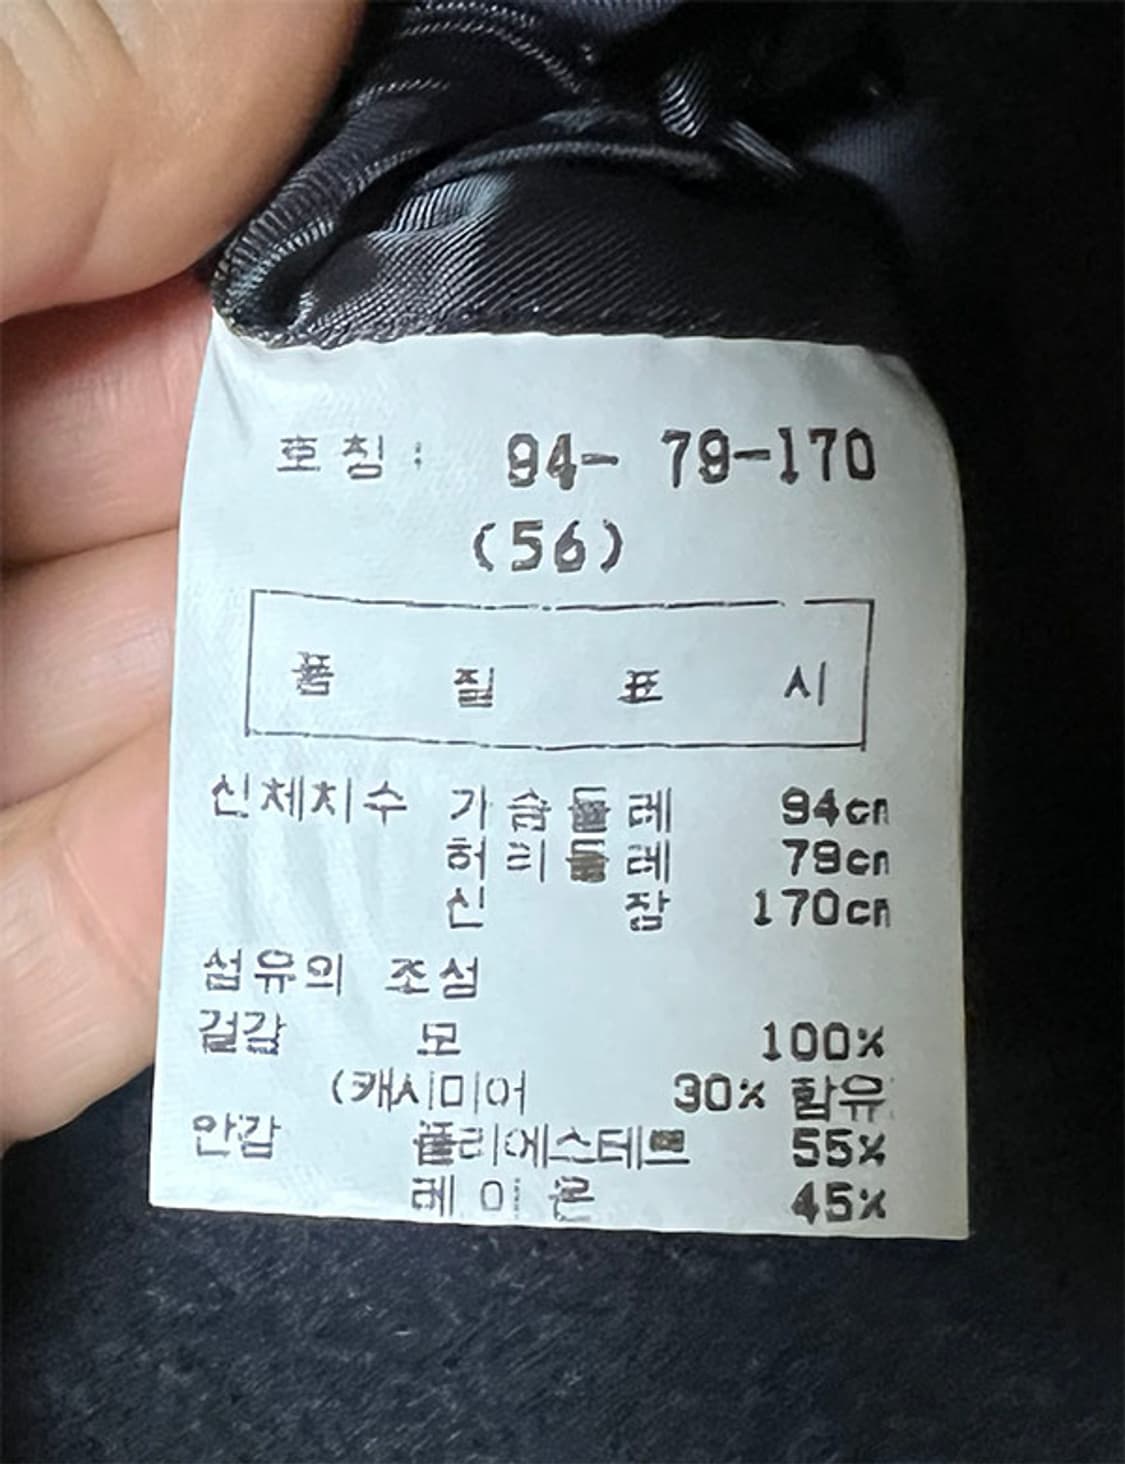 호칭: 94- 79-170
(56)
품 질 표 시
신체치수 가슴둘레 94cm
허리둘레 79cm
신 장 170cm
섬유의 조성
겉감 모 100%
(캐시미어 30% 함유
안감 폴리에스테르 55%
레이온 45%